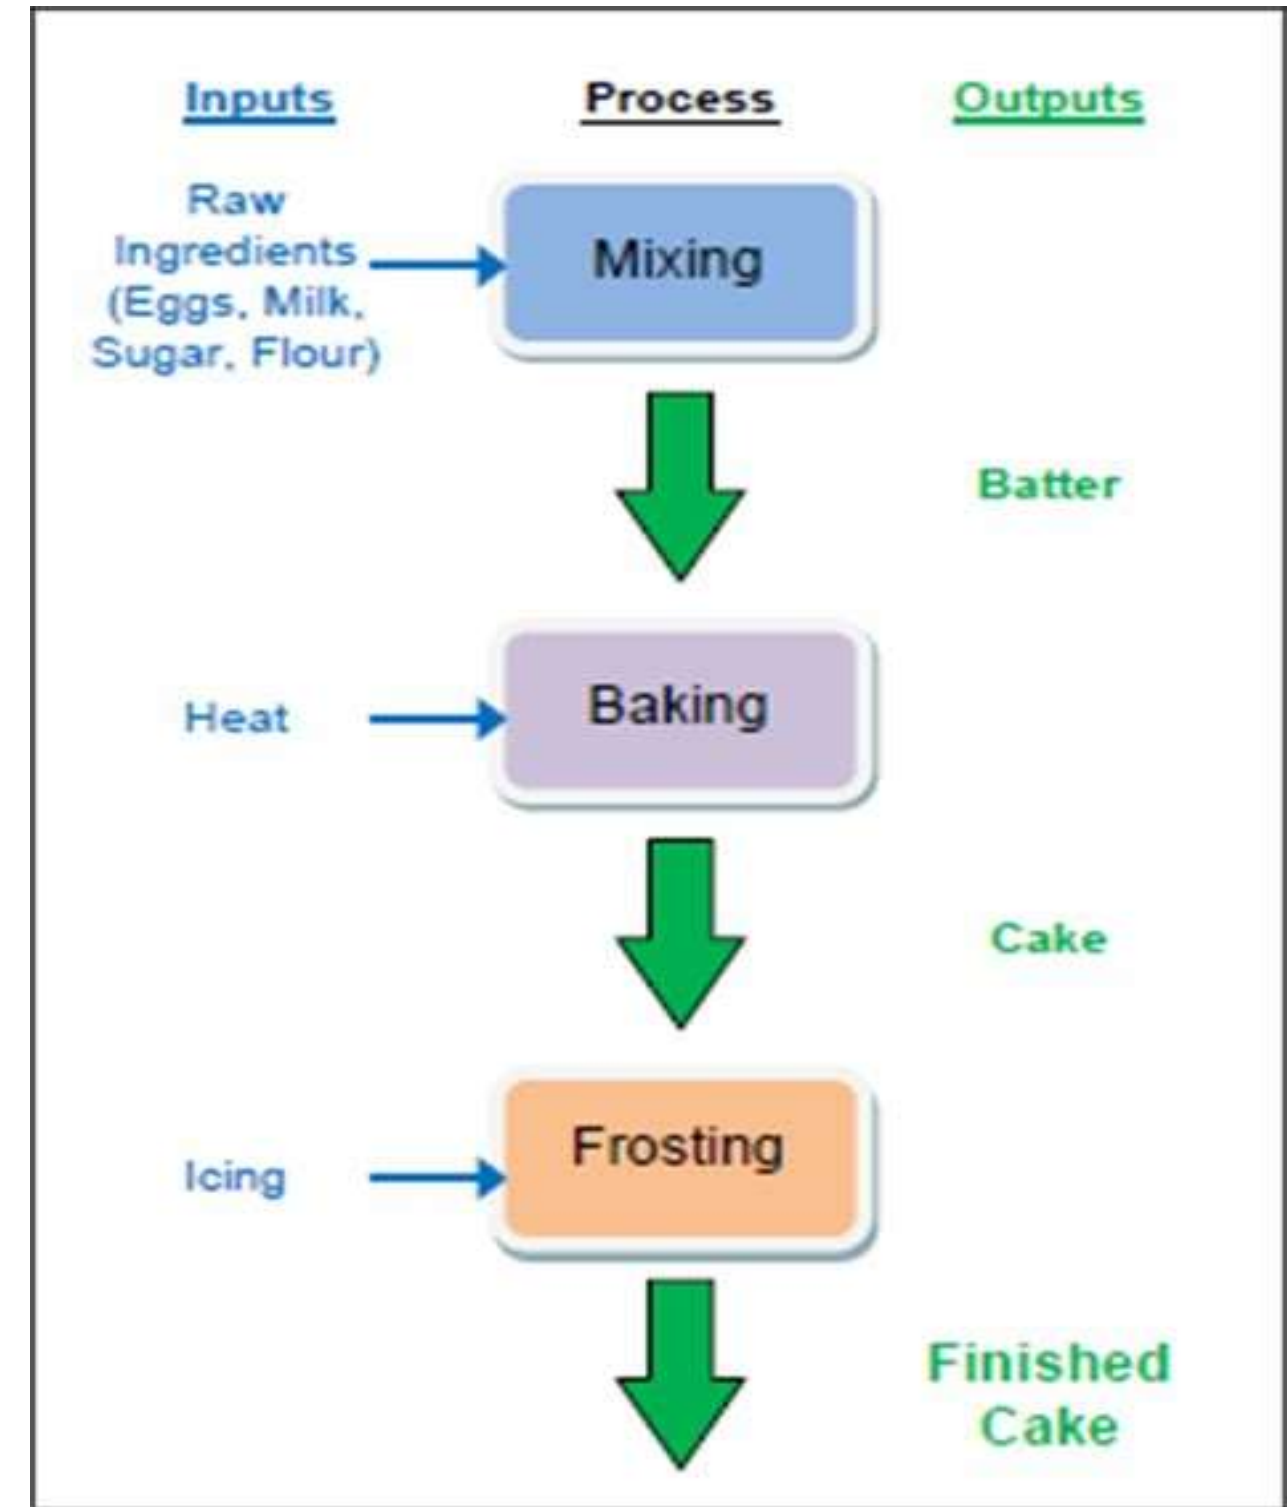 Inputs
Process
Outputs
Raw
Ingredients
(Eggs, Milk,
Sugar, Flour)
Mixing
Batter
Heat
Baking
Cake
Icing
Frosting
Finished
Cake